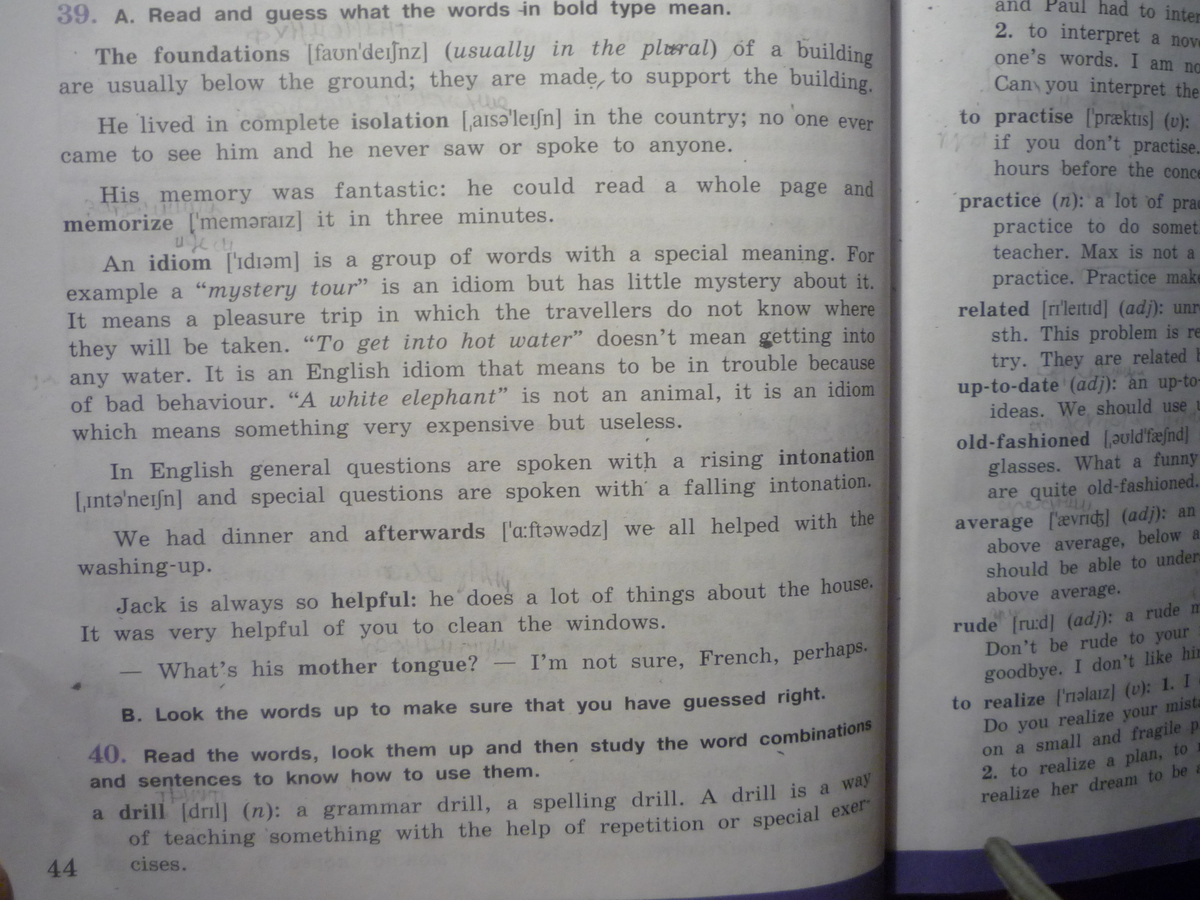 39. A. Read and guess what the words in bold type mean.
The foundations [faʊnˈdeɪʃnz] (usually in the plural) of a building
are usually below the ground; they are made to support the building.
He lived in complete isolation [ˌaɪsəˈleɪʃn] in the country; no one ever
came to see him and he never saw or spoke to anyone.
His memory was fantastic: he could read a whole page and
memorize [ˈmeməraɪz] it in three minutes.
An idiom [ˈɪdɪəm] is a group of words with a special meaning. For
example a “mystery tour” is an idiom but has little mystery about it.
It means a pleasure trip in which the travellers do not know where
they will be taken. “To get into hot water” doesn’t mean getting into
any water. It is an English idiom that means to be in trouble because
of bad behaviour. “A white elephant” is not an animal, it is an idiom
which means something very expensive but useless.
In English general questions are spoken with a rising intonation
[ˌɪntəˈneɪʃn] and special questions are spoken with a falling intonation.
We had dinner and afterwards [ˈɑːftəwədz] we all helped with the
washing-up.
Jack is always so helpful: he does a lot of things about the house.
It was very helpful of you to clean the windows.
— What’s his mother tongue? — I’m not sure, French, perhaps.
B. Look the words up to make sure that you have guessed right.
40. Read the words, look them up and then study the word combinations
and sentences to know how to use them.
a drill [drɪl] (n): a grammar drill, a spelling drill. A drill is a way
of teaching something with the help of repetition or special exer-
cises.
44
and Paul had to
2. to interpret a
one’s words. I am
Can you interpret the
to practise [ˈpræktɪs] (v):
if you don’t practise.
hours before the
practice (n): a lot of
practice to do
teacher. Max is not a
practice. Practice
related [rɪˈleɪtɪd] (adj):
sth. This problem is
try. They are related
up-to-date (adj): an
ideas. We should use
old-fashioned [ˌəʊldˈfæʃnd]
glasses. What a funny
are quite old-fashioned.
average [ˈævrɪdʒ] (adj): an
above average, below
should be able to
above average.
rude [ruːd] (adj): a rude
Don’t be rude to your
goodbye. I don’t like
to realize [ˈrɪəlaɪz] (v): 1. I
Do you realize your
on a small and fragile
2. to realize a plan, to
realize her dream to be